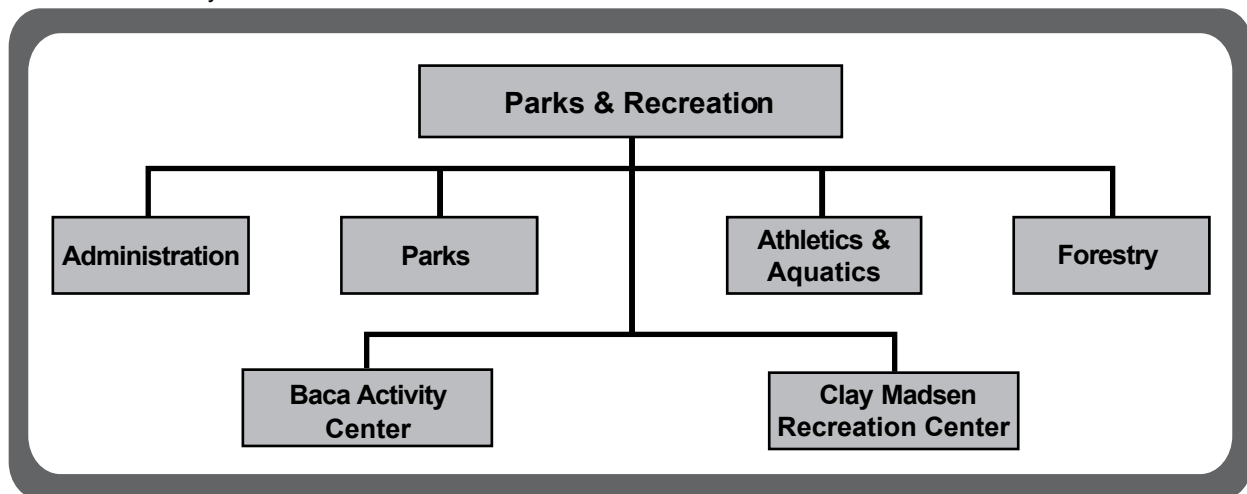 Parks & Recreation
Administration
Parks
Athletics &
Aquatics
Forestry
Baca Activity
Center
Clay Madsen
Recreation Center